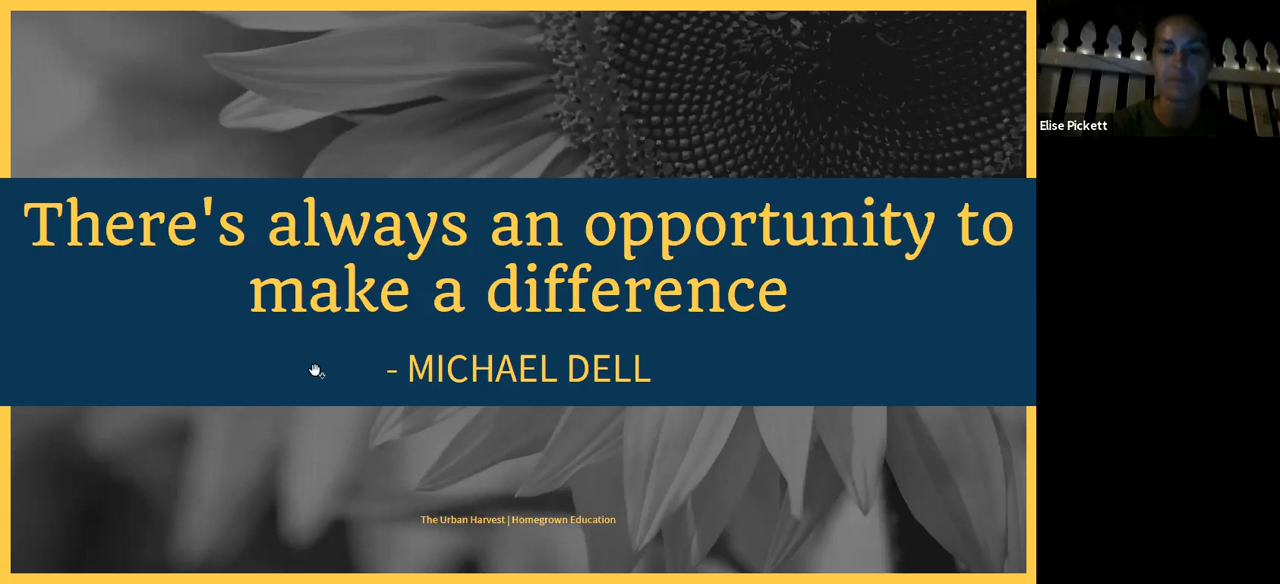 There's always an opportunity to
make a difference
- MICHAEL DELL
The Urban Harvest | Homegrown Education
Elise Pickett